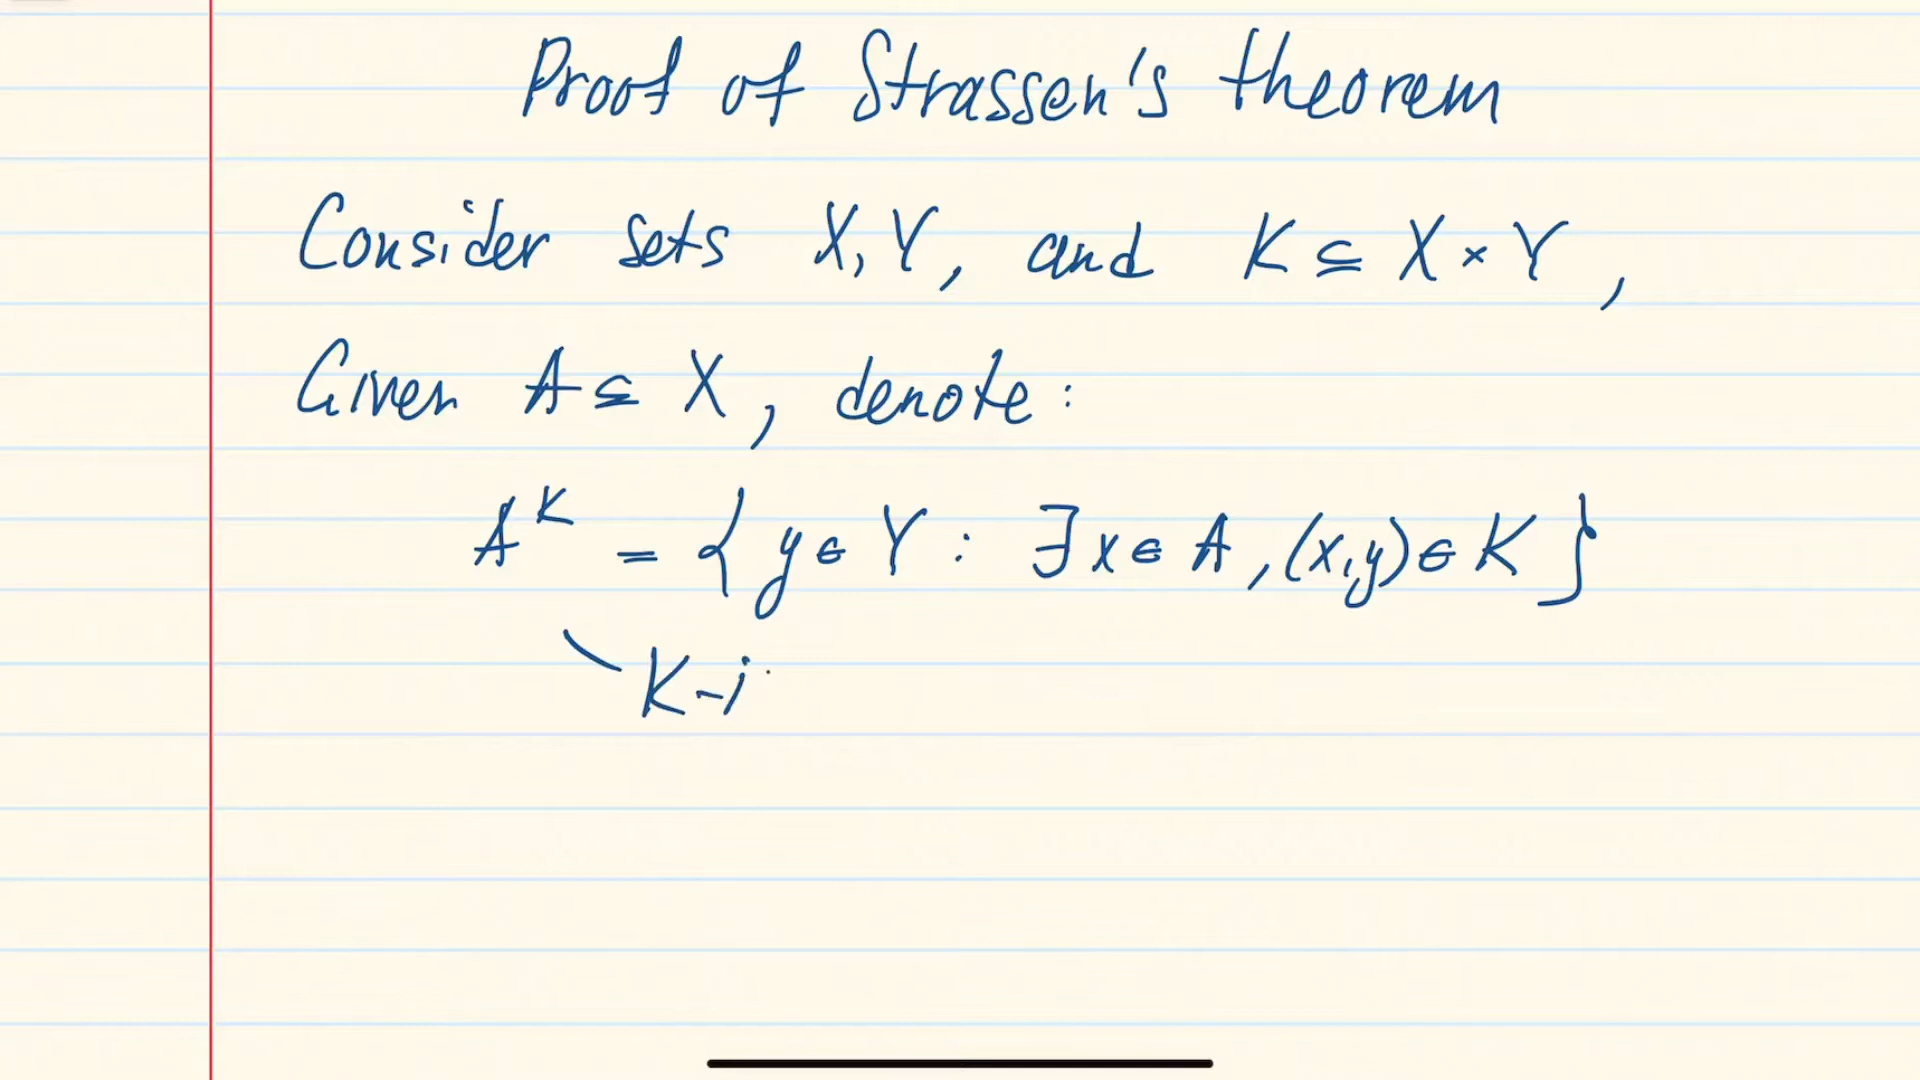 Proof of Strassen's theorem
Consider sets X, Y, and K ⊆ X × Y,
Given A ⊆ X, denote:
A^K = { y ∈ Y : ∃ x ∈ A, (x,y) ∈ K }
K-i